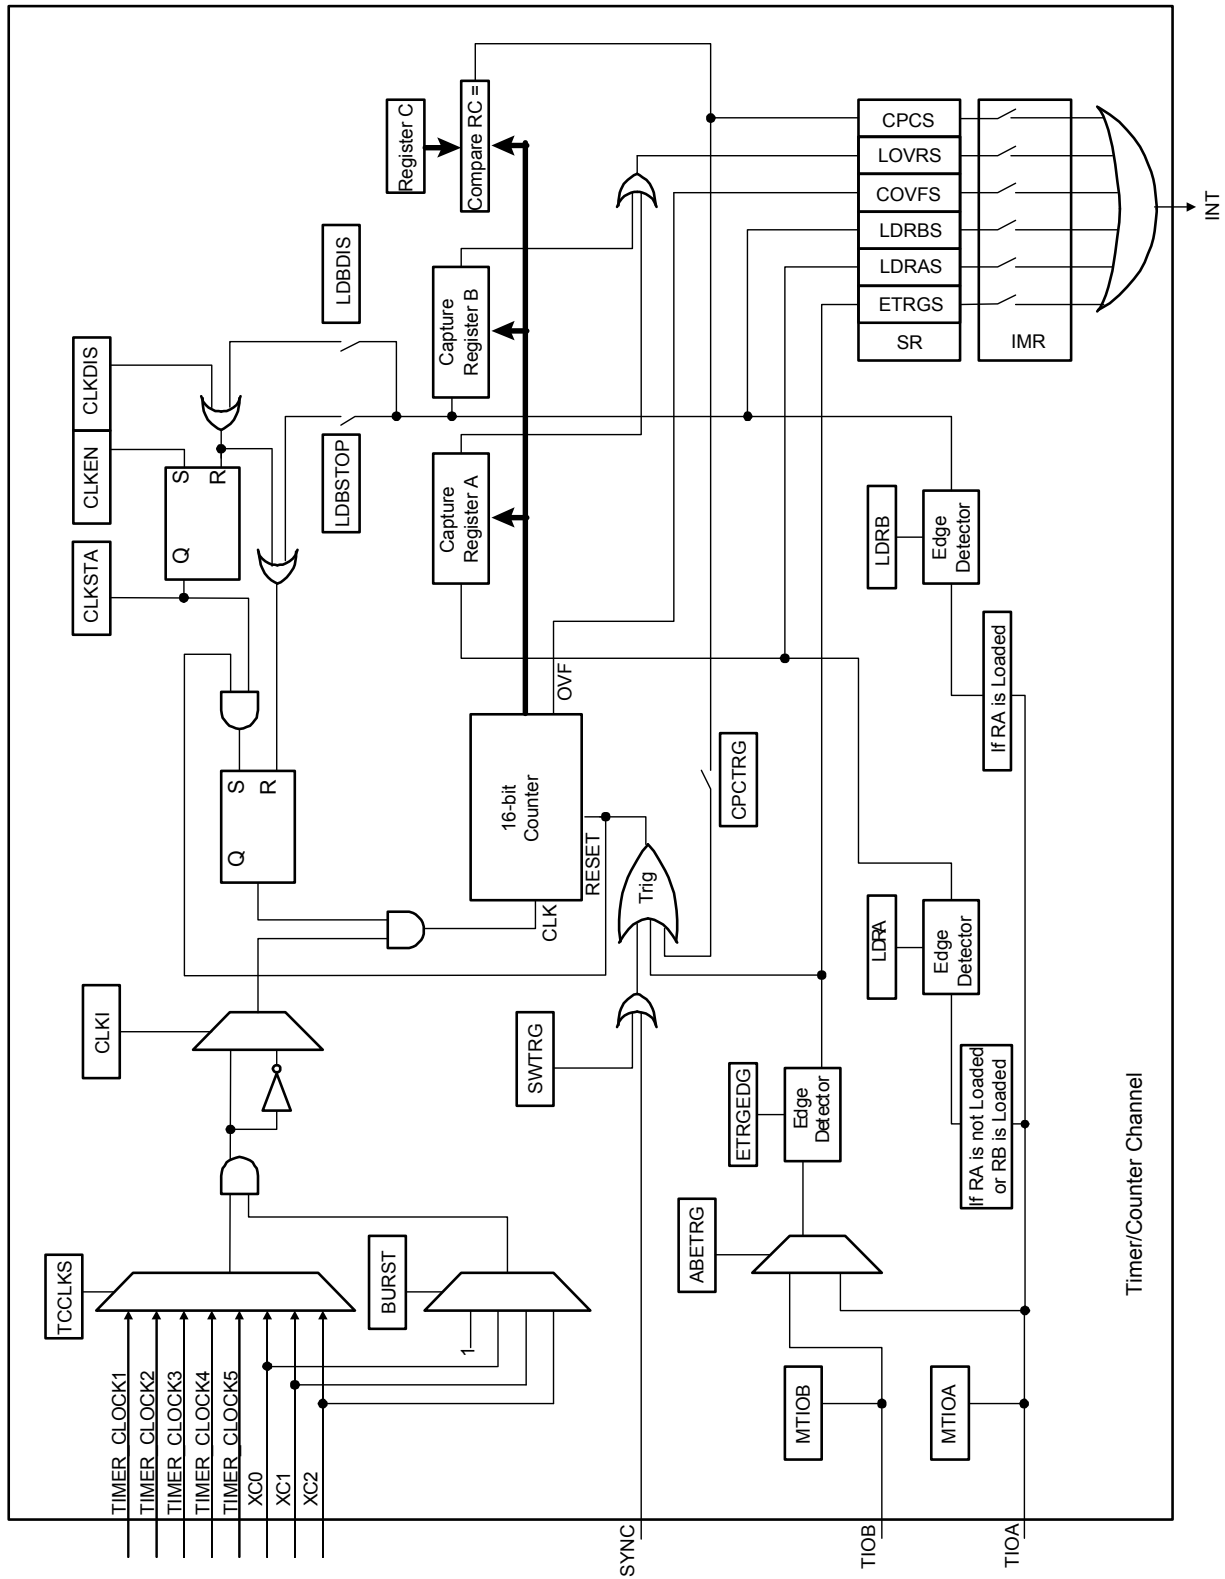 TCCLKS
TIMER_CLOCK1
TIMER_CLOCK2
TIMER_CLOCK3
TIMER_CLOCK4
TIMER_CLOCK5
XC0
XC1
XC2
BURST
1
CLKI
CLKSTA
CLKEN
CLKDIS
Q
S
R
Q
S
R
LDBSTOP
LDBDIS
Register C
Capture
Register A
Capture
Register B
Compare RC =
16-bit
Counter
CLK
OVF
RESET
Trig
SWTRG
SYNC
CPCTRG
ABETRG
ETRGEDG
Edge
Detector
MTIOB
TIOB
MTIOA
TIOA
LDRA
Edge
Detector
If RA is not Loaded
or RB is Loaded
LDRB
Edge
Detector
If RA is Loaded
CPCS
LOVRS
COVFS
LDRBS
LDRAS
ETRGS
SR
IMR
INT
Timer/Counter Channel